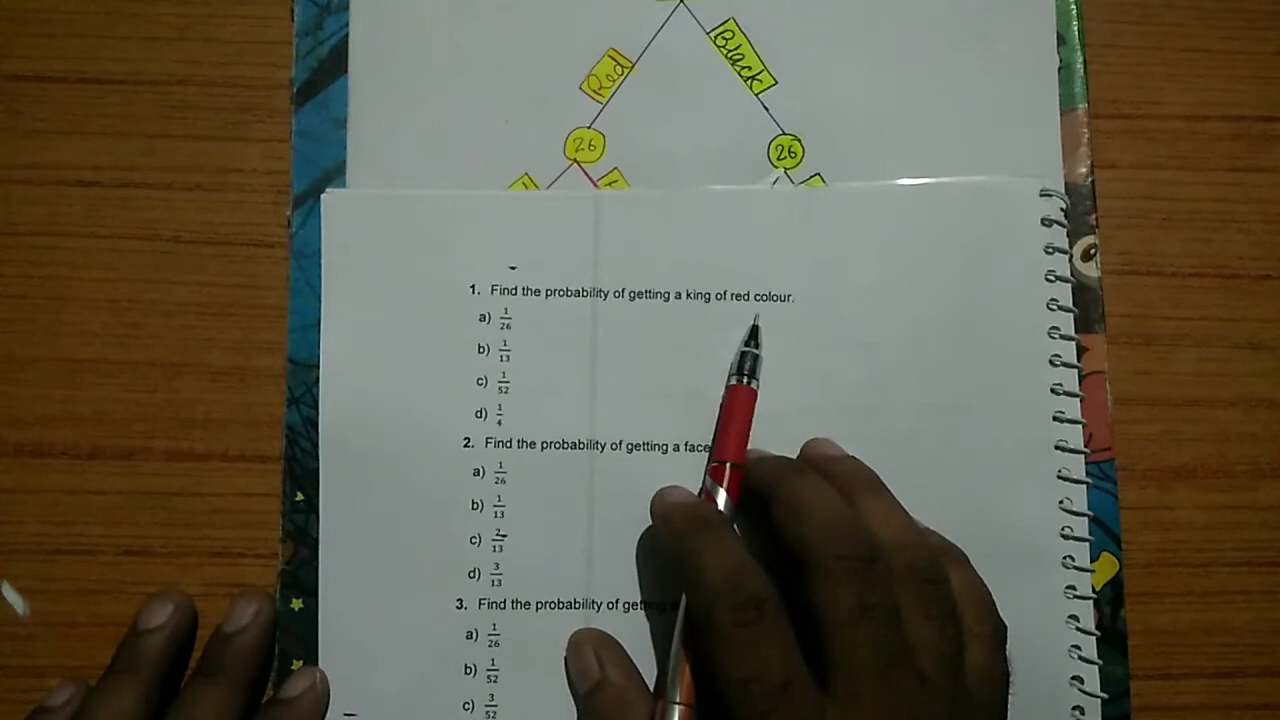 Red
Black
26
26
1. Find the probability of getting a king of red colour.
a) 1/26
b) 1/13
c) 1/52
d) 1/4
2. Find the probability of getting a face
a) 1/26
b) 1/13
c) 2/13
d) 3/13
3. Find the probability of getting
a) 1/26
b) 1/52
c) 3/52